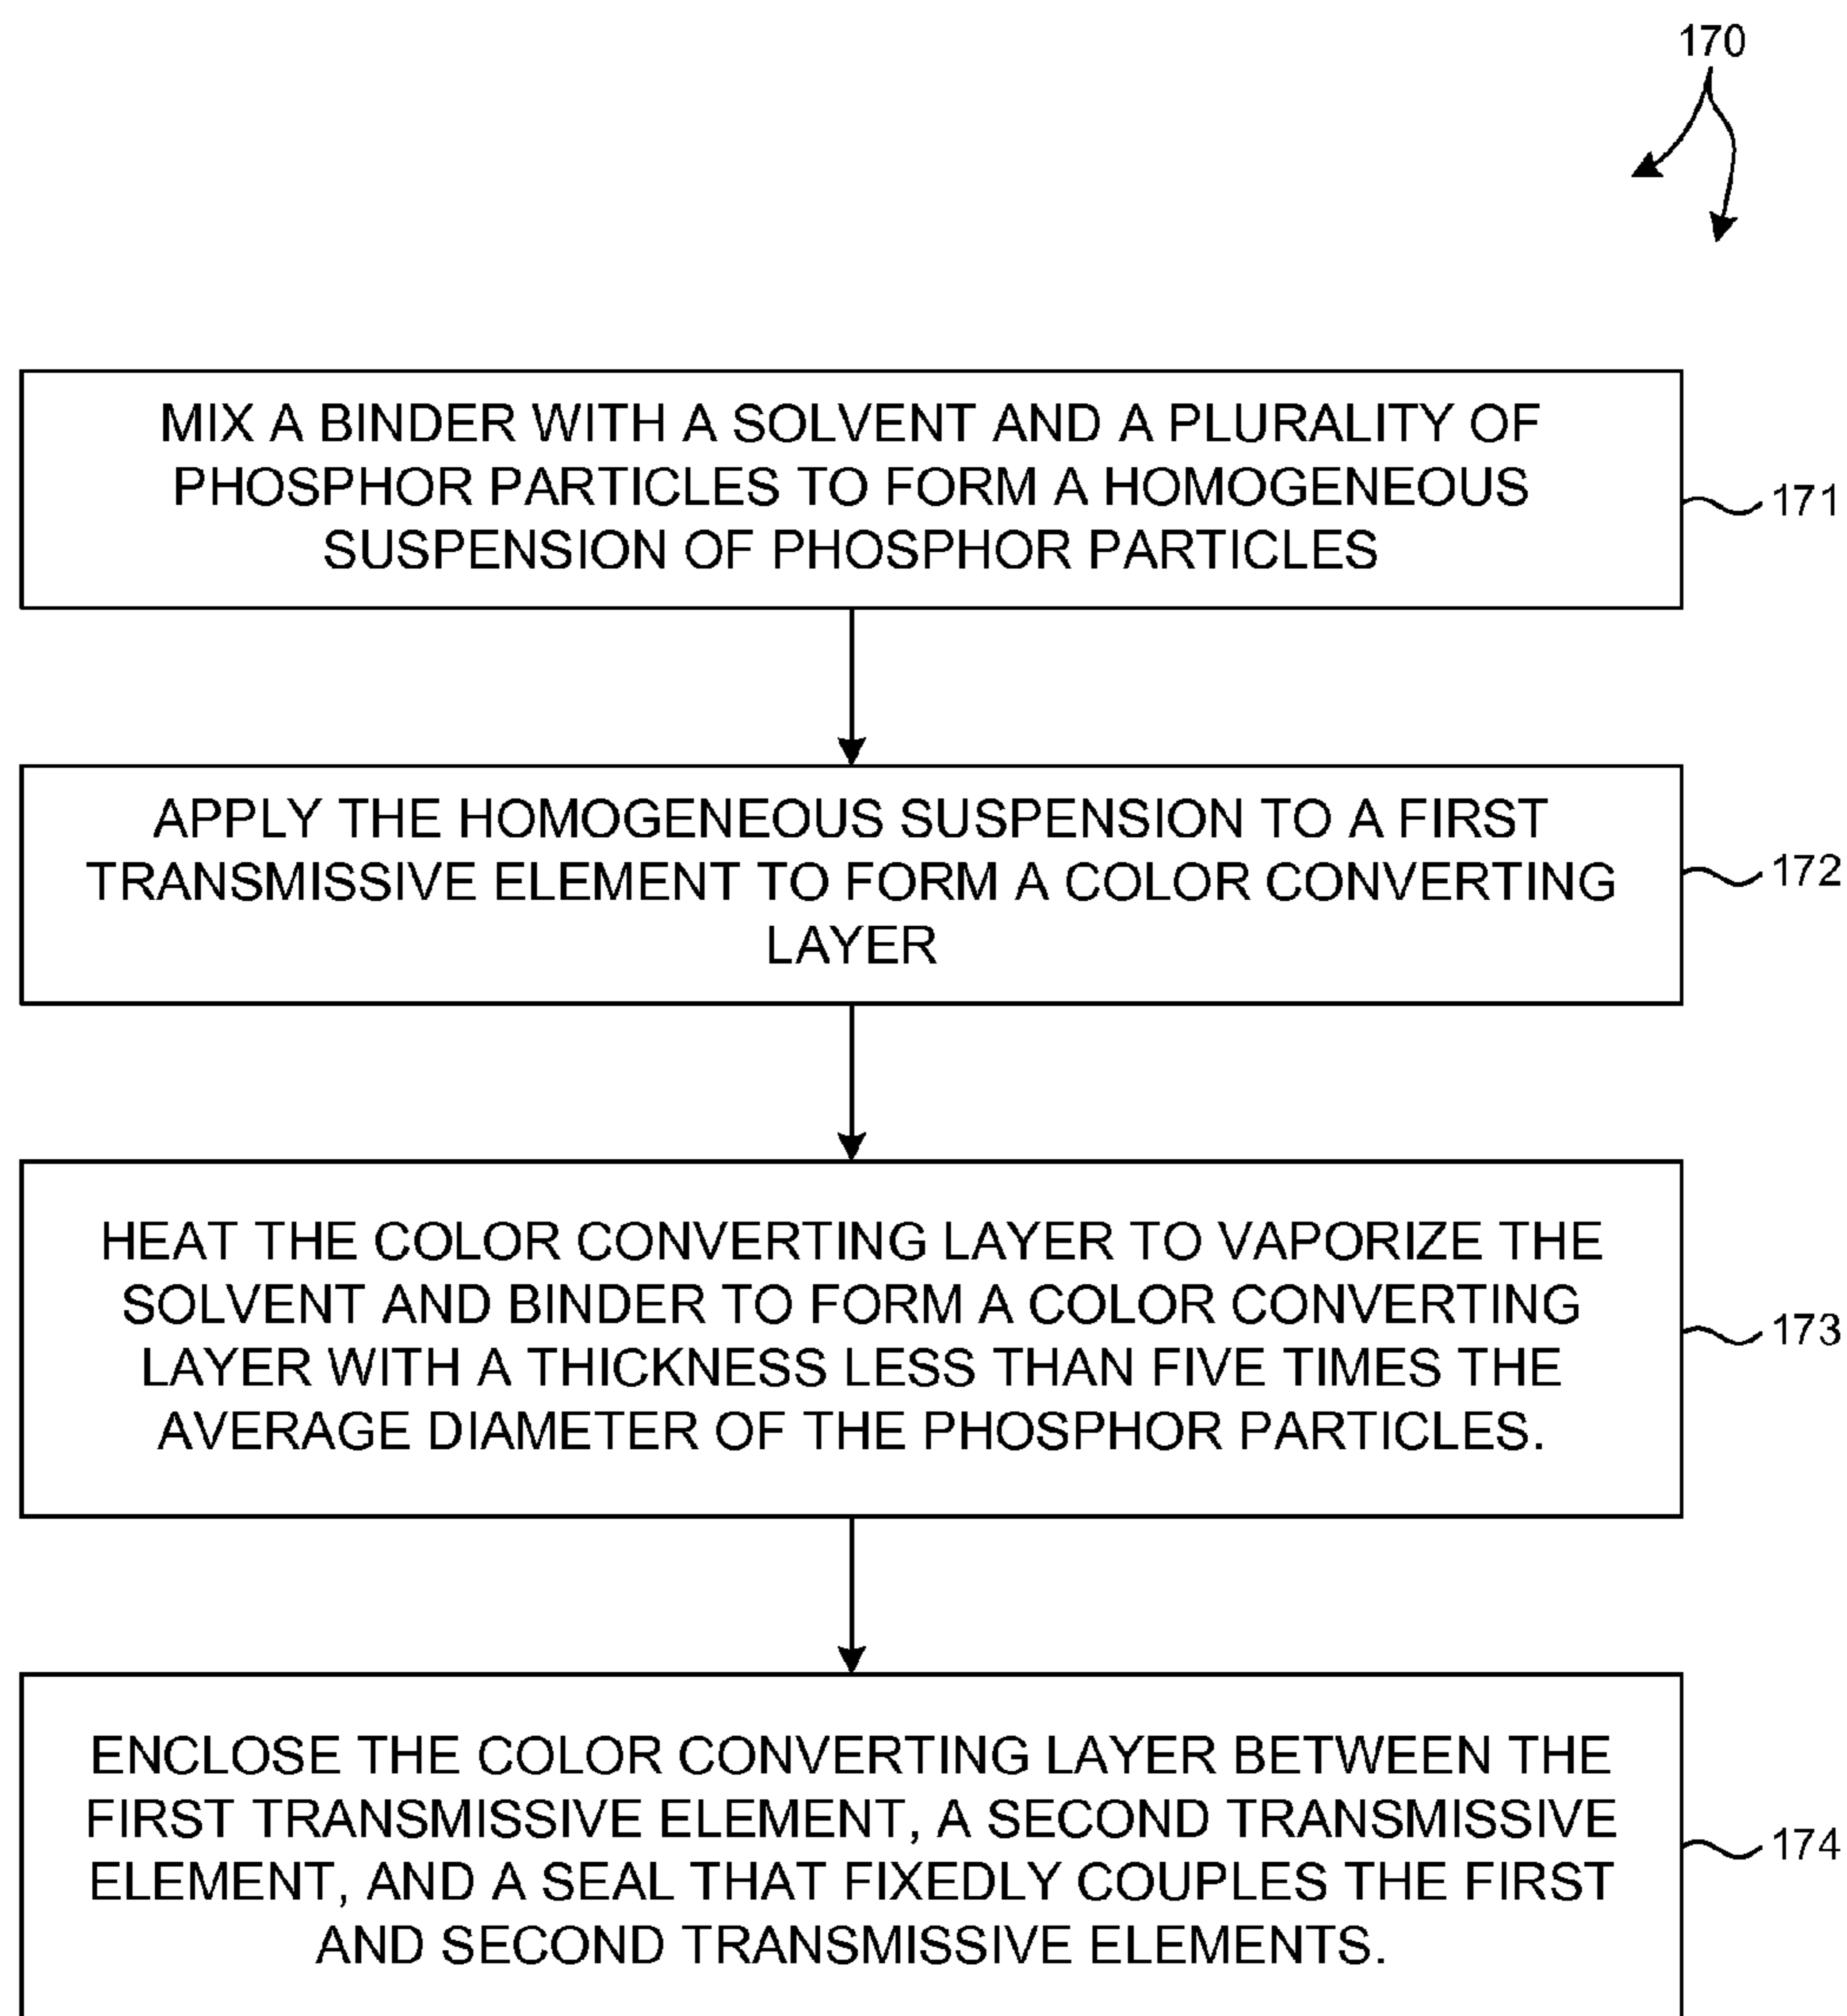 170
MIX A BINDER WITH A SOLVENT AND A PLURALITY OF
PHOSPHOR PARTICLES TO FORM A HOMOGENEOUS
SUSPENSION OF PHOSPHOR PARTICLES
171
APPLY THE HOMOGENEOUS SUSPENSION TO A FIRST
TRANSMISSIVE ELEMENT TO FORM A COLOR CONVERTING
LAYER
172
HEAT THE COLOR CONVERTING LAYER TO VAPORIZE THE
SOLVENT AND BINDER TO FORM A COLOR CONVERTING
LAYER WITH A THICKNESS LESS THAN FIVE TIMES THE
AVERAGE DIAMETER OF THE PHOSPHOR PARTICLES.
173
ENCLOSE THE COLOR CONVERTING LAYER BETWEEN THE
FIRST TRANSMISSIVE ELEMENT, A SECOND TRANSMISSIVE
ELEMENT, AND A SEAL THAT FIXEDLY COUPLES THE FIRST
AND SECOND TRANSMISSIVE ELEMENTS.
174